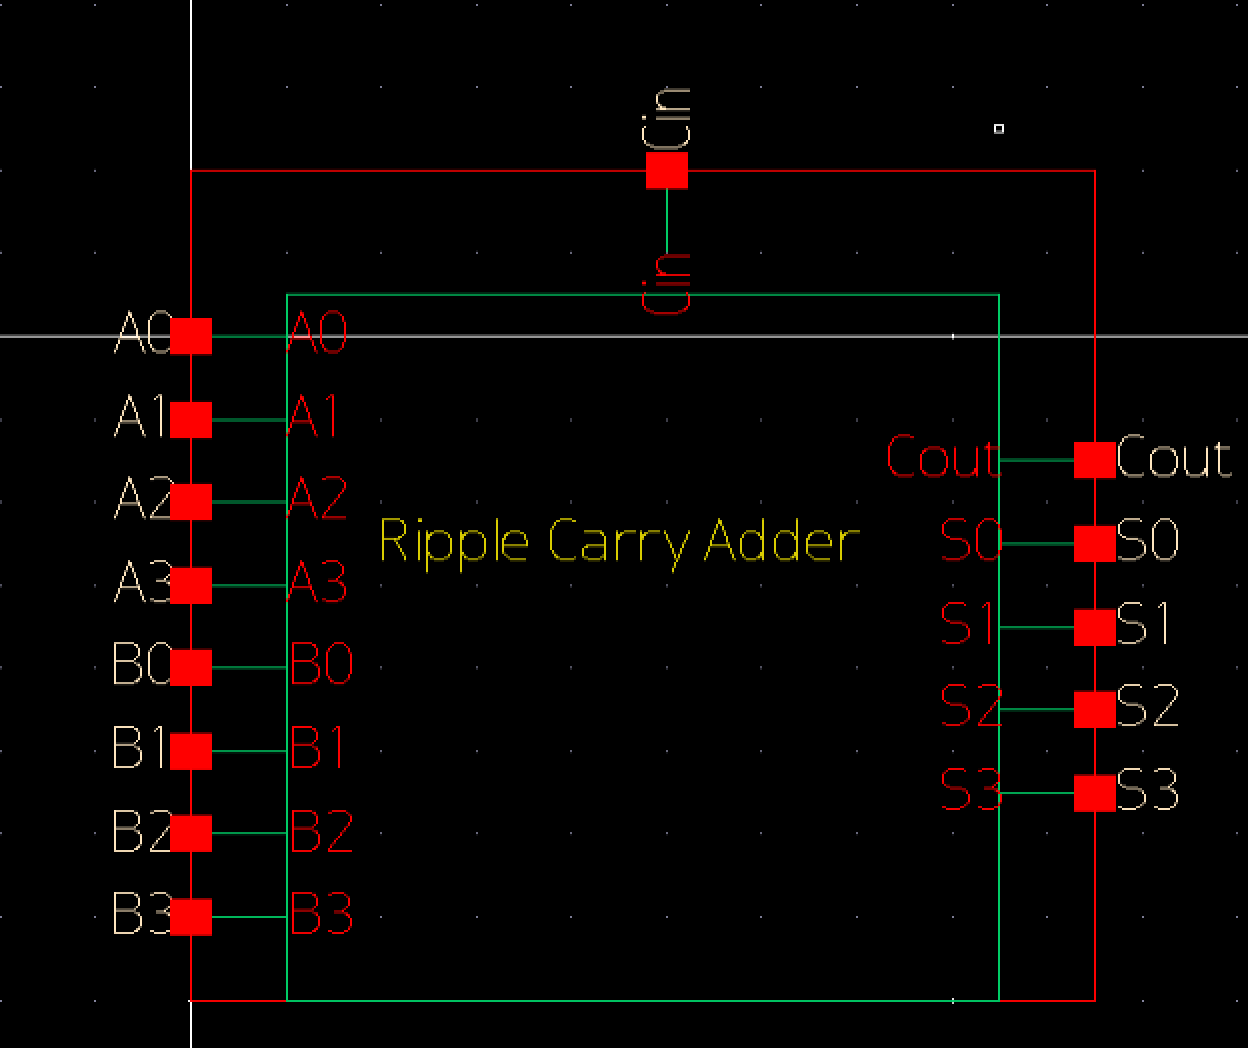 Cin
Cin
A0 A0
A1 A1
Cout Cout
A2 A2
Ripple Carry Adder S0 S0
A3 A3
S1 S1
B0 B0
S2 S2
B1 B1
S3 S3
B2 B2
B3 B3